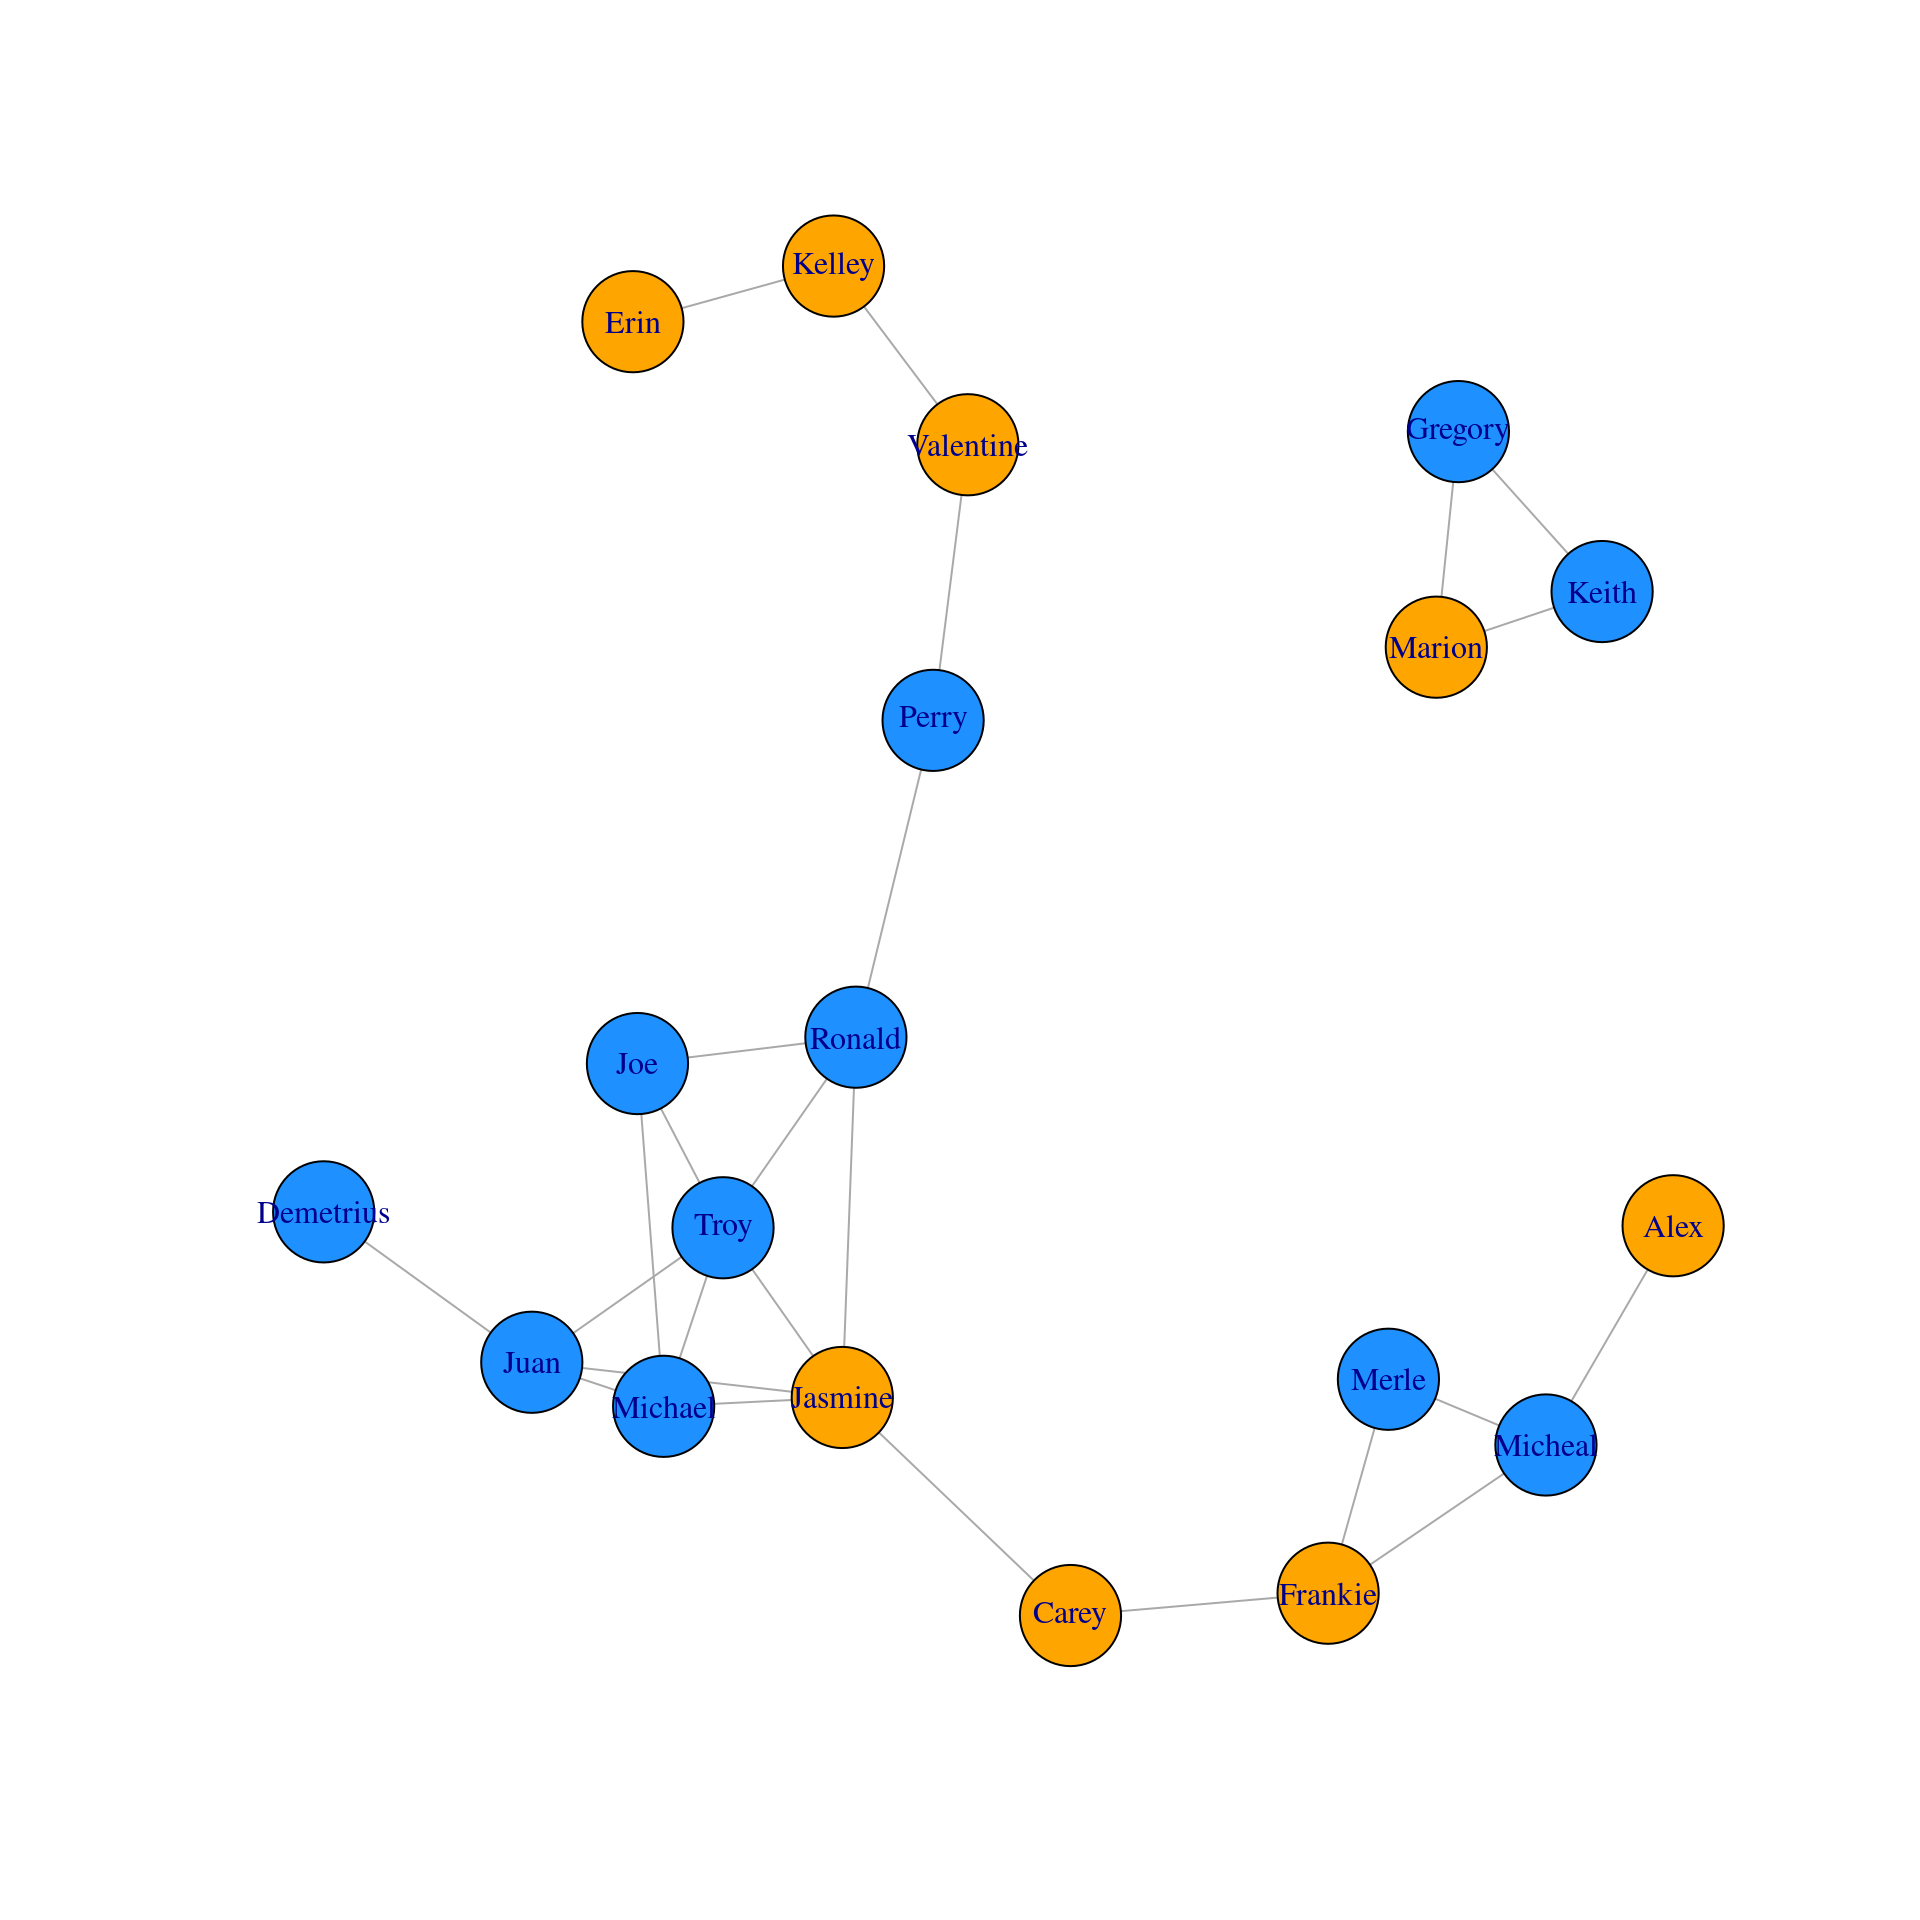 Kelley
Erin
Valentine
Gregory
Keith
Marion
Perry
Ronald
Joe
Demetrius
Troy
Alex
Juan
Merle
Jasmine
Michael
Micheal
Frankie
Carey